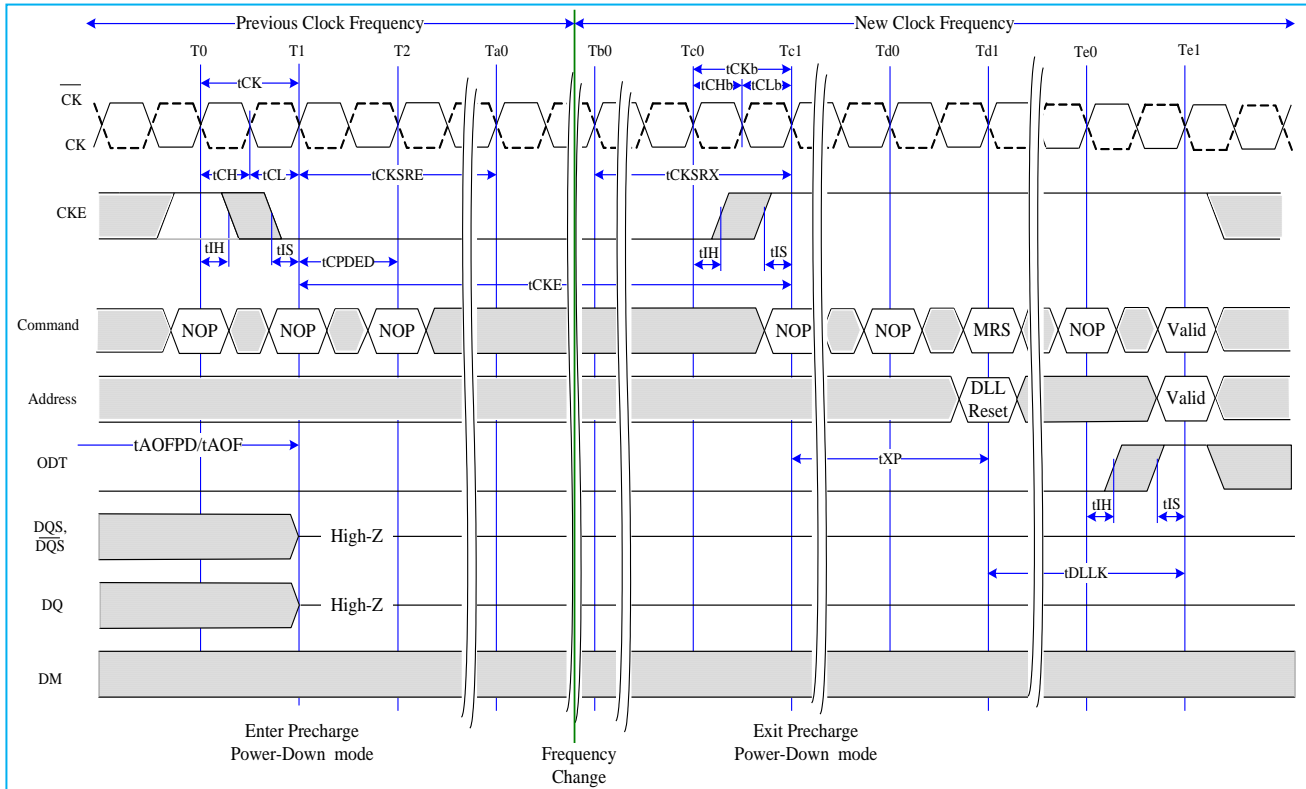 Previous Clock Frequency New Clock Frequency
T0 T1 T2 Ta0 Tb0 Tc0 Tc1 Td0 Td1 Te0 Te1
tCK tCKb
tCHb tCLb
CK
CK
tCH tCL tCKSRE tCKSRX
CKE
tIH tIS tCPDED tIH tIS
tCKE
Command NOP NOP NOP NOP NOP MRS NOP Valid
Address DLL Reset Valid
tAOFPD/tAOF
ODT tXP
tIH tIS
DQS, DQS High-Z
tDLLK
DQ High-Z
DM
Enter Precharge
Power-Down mode
Exit Precharge
Power-Down mode
Frequency
Change